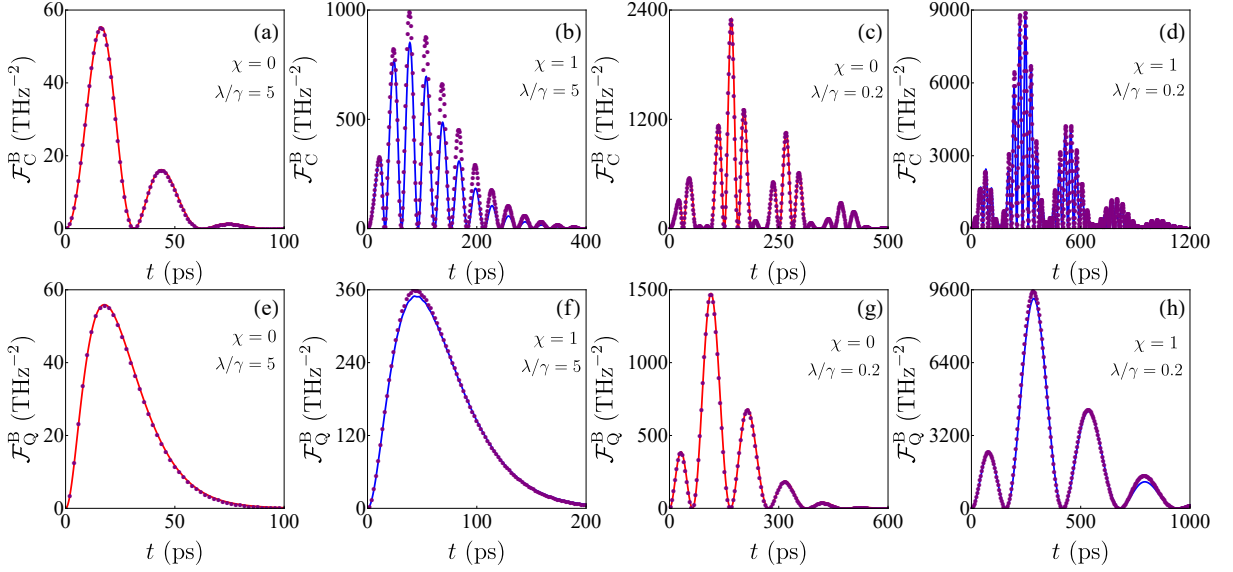 (a)
χ = 0
λ/γ = 5
60
40
20
0
ℱ_C^B (THz⁻²)
0 50 100
t (ps)
(b)
χ = 1
λ/γ = 5
1000
500
0
ℱ_C^B (THz⁻²)
0 200 400
t (ps)
(c)
χ = 0
λ/γ = 0.2
2400
1200
0
ℱ_C^B (THz⁻²)
0 250 500
t (ps)
(d)
χ = 1
λ/γ = 0.2
9000
6000
3000
0
ℱ_C^B (THz⁻²)
0 600 1200
t (ps)
(e)
χ = 0
λ/γ = 5
60
40
20
0
ℱ_Q^B (THz⁻²)
0 50 100
t (ps)
(f)
χ = 1
λ/γ = 5
360
240
120
0
ℱ_Q^B (THz⁻²)
0 100 200
t (ps)
(g)
χ = 0
λ/γ = 0.2
1500
1000
500
0
ℱ_Q^B (THz⁻²)
0 300 600
t (ps)
(h)
χ = 1
λ/γ = 0.2
9600
6400
3200
0
ℱ_Q^B (THz⁻²)
0 500 1000
t (ps)